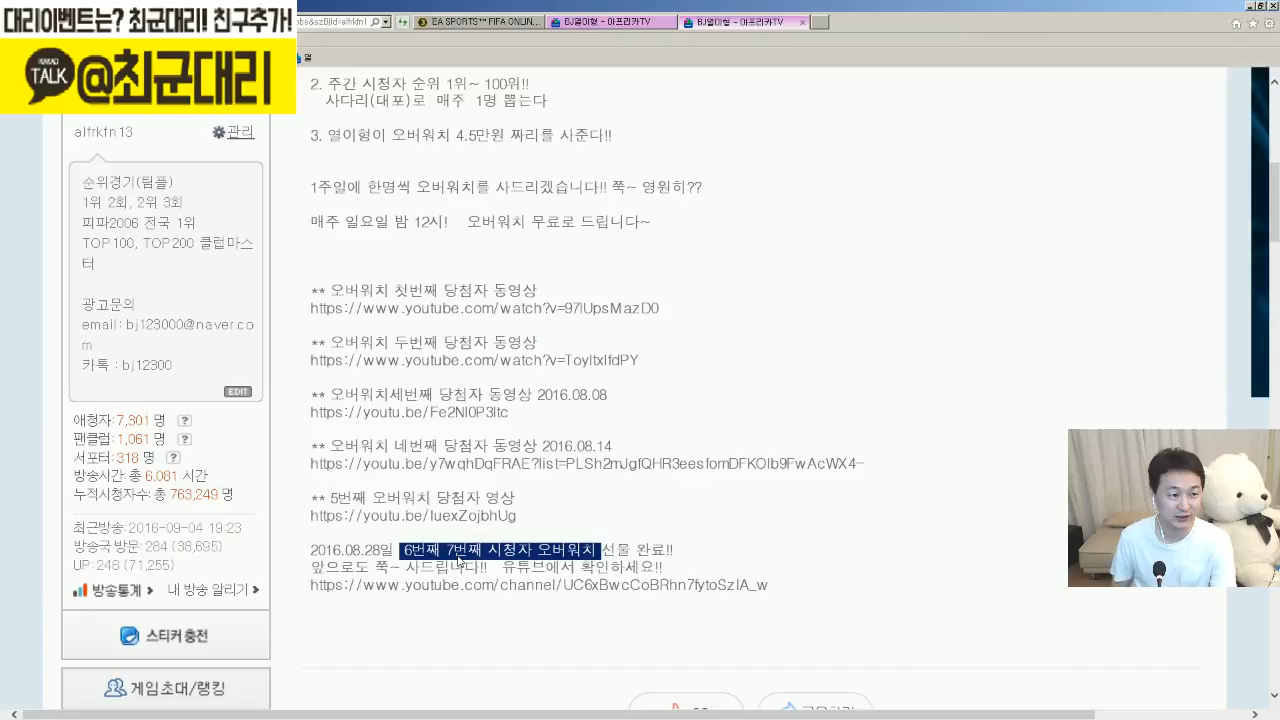 대리이벤트는? 최군대리! 친구추가!
TALK @최군대리
EA SPORTS™ FIFA ONLINE
BJ열이형 - 아프리카TV
BJ열이형 - 아프리카TV
alfrkfn13 관리
순위경기(팀플)
1위 2회, 2위 3회
피파2006 전국 1위
TOP100, TOP200 클럽마스
터
광고문의
email: bj123000@naver.co
m
카톡 : bj12300
EDIT
애청자: 7,301 명 ?
팬클럽: 1,061 명 ?
서포터: 318 명 ?
방송시간: 총 6,081 시간
누적시청자수: 총 763,249 명
최근방송: 2016-09-04 19:23
방송국 방문: 284 (38,695)
UP: 246 (71,255)
방송통계 내 방송 알리기
스티커 충전
게임초대/랭킹
2. 주간 시청자 순위 1위~ 100위!!
사다리(대포)로 매주 1명 뽑는다
3. 열이형이 오버워치 4.5만원 짜리를 사준다!!
1주일에 한명씩 오버워치를 사드리겠습니다!! 쭉~ 영원히??
매주 일요일 밤 12시! 오버워치 무료로 드립니다~
** 오버워치 첫번째 당첨자 동영상
https://www.youtube.com/watch?v=97lUpsMazD0
** 오버워치 두번째 당첨자 동영상
https://www.youtube.com/watch?v=ToyltxlfdPY
** 오버워치세번째 당첨자 동영상 2016.08.08
https://youtu.be/Fe2Nl0P3ltc
** 오버워치 네번째 당첨자 동영상 2016.08.14
https://youtu.be/y7wqhDqFRAE?list=PLSh2mJgfQHR3eesfomDFKOlb9FwAcWX4-
** 5번째 오버워치 당첨자 영상
https://youtu.be/luexZojbhUg
2016.08.28일 6번째 7번째 시청자 오버워치 선물 완료!!
앞으로도 쭉~ 사드립니다!! 유튜브에서 확인하세요!!
https://www.youtube.com/channel/UC6xBwcCoBRhn7fytoSzIA_w